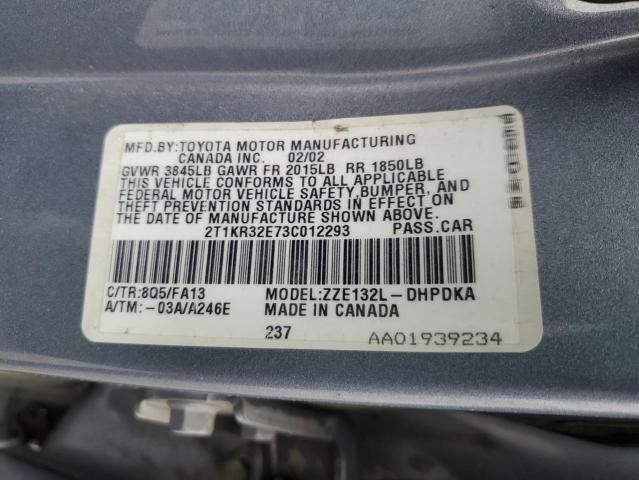 MFD.BY:TOYOTA MOTOR MANUFACTURING
CANADA INC. 02/02
GVWR 3845LB GAWR FR 2015LB RR 1850LB
THIS VEHICLE CONFORMS TO ALL APPLICABLE
FEDERAL MOTOR VEHICLE SAFETY,BUMPER, AND
THEFT PREVENTION STANDARDS IN EFFECT ON
THE DATE OF MANUFACTURE SHOWN ABOVE.
2T1KR32E73C012293 PASS.CAR
C/TR:8Q5/FA13 MODEL:ZZE132L-DHPDKA
A/TM:-03A/A246E MADE IN CANADA
237
AA01939234